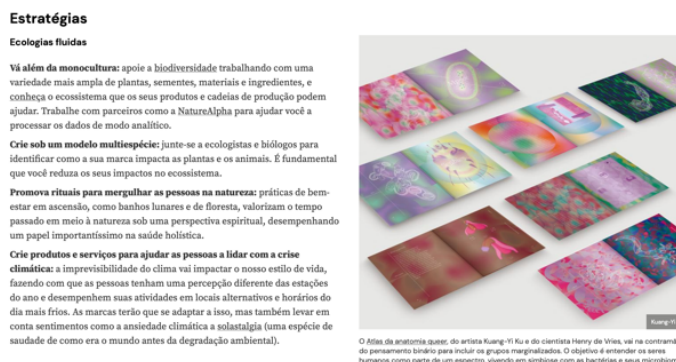 Estratégias
Ecologias fluidas
Vá além da monocultura: apoie a biodiversidade trabalhando com uma
variedade mais ampla de plantas, sementes, materiais e ingredientes, e
conheça o ecossistema que os seus produtos e cadeias de produção podem
ajudar. Trabalhe com parceiros como a NatureAlpha para ajudar você a
processar os dados de modo analítico.
Crie sob um modelo multiespécie: junte-se a ecologistas e biólogos para
identificar como a sua marca impacta as plantas e os animais. É fundamental
que você reduza os seus impactos no ecossistema.
Promova rituais para mergulhar as pessoas na natureza: práticas de bem-
estar em ascensão, como banhos lunares e de floresta, valorizam o tempo
passado em meio à natureza sob uma perspectiva espiritual, desempenhando
um papel importantíssimo na saúde holística.
Crie produtos e serviços para ajudar as pessoas a lidar com a crise
climática: a imprevisibilidade do clima vai impactar o nosso estilo de vida,
fazendo com que as pessoas tenham uma percepção diferente das estações
do ano e desempenhem suas atividades em locais alternativos e horários do
dia mais frios. As marcas terão que se adaptar a isso, mas também levar em
conta sentimentos como a ansiedade climática a solastalgia (uma espécie de
saudade de como era o mundo antes da degradação ambiental).
Kuang-Yi
O Atlas da anatomia queer, do artista Kuang-Yi Ku e do cientista Henry de Vries, vai na contramã
do pensamento binário para incluir os grupos marginalizados. O objetivo é entender os seres
humanos como parte de um espectro, vivendo em simbiose com as bactérias e seus microbiom